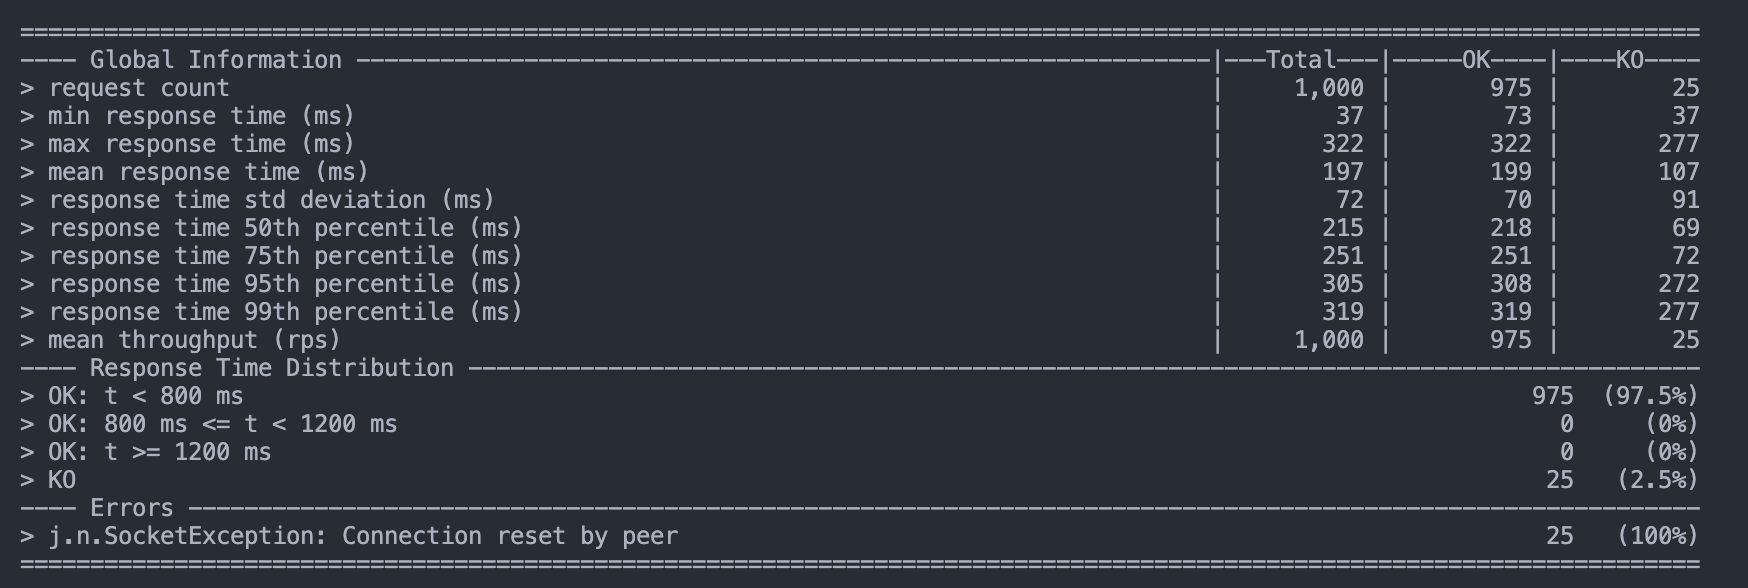 ================================================================================
---- Global Information --------------------------------------------------|---Total---|-----OK----|----KO----
> request count | 1,000 | 975 | 25
> min response time (ms) | 37 | 73 | 37
> max response time (ms) | 322 | 322 | 277
> mean response time (ms) | 197 | 199 | 107
> response time std deviation (ms) | 72 | 70 | 91
> response time 50th percentile (ms) | 215 | 218 | 69
> response time 75th percentile (ms) | 251 | 251 | 72
> response time 95th percentile (ms) | 305 | 308 | 272
> response time 99th percentile (ms) | 319 | 319 | 277
> mean throughput (rps) | 1,000 | 975 | 25
---- Response Time Distribution ------------------------------------------------
> OK: t < 800 ms 975 (97.5%)
> OK: 800 ms <= t < 1200 ms 0 (0%)
> OK: t >= 1200 ms 0 (0%)
> KO 25 (2.5%)
---- Errors --------------------------------------------------------------------
> j.n.SocketException: Connection reset by peer 25 (100%)
================================================================================